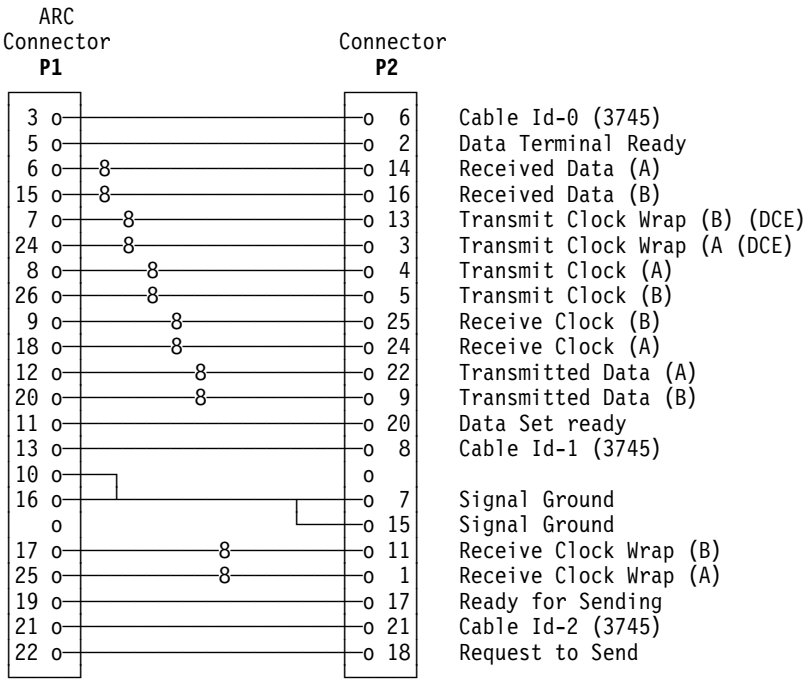 ARC
Connector Connector
P1 P2
3 o o 6 Cable Id-0 (3745)
5 o o 2 Data Terminal Ready
6 o 8 o 14 Received Data (A)
15 o 8 o 16 Received Data (B)
7 o 8 o 13 Transmit Clock Wrap (B) (DCE)
24 o 8 o 3 Transmit Clock Wrap (A (DCE)
8 o 8 o 4 Transmit Clock (A)
26 o 8 o 5 Transmit Clock (B)
9 o 8 o 25 Receive Clock (B)
18 o 8 o 24 Receive Clock (A)
12 o 8 o 22 Transmitted Data (A)
20 o 8 o 9 Transmitted Data (B)
11 o o 20 Data Set ready
13 o o 8 Cable Id-1 (3745)
10 o o
16 o o 7 Signal Ground
o o 15 Signal Ground
17 o 8 o 11 Receive Clock Wrap (B)
25 o 8 o 1 Receive Clock Wrap (A)
19 o o 17 Ready for Sending
21 o o 21 Cable Id-2 (3745)
22 o o 18 Request to Send